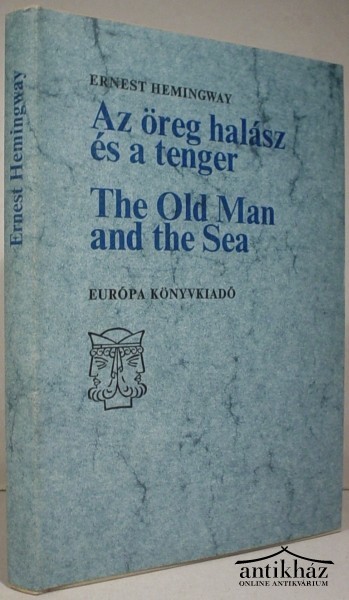 Ernest Hemingway
ERNEST HEMINGWAY
Az öreg halász
és a tenger
The Old Man
and the Sea
EURÓPA KÖNYVKIADÓ
antikház
ONLINE ANTIKVÁRIUM